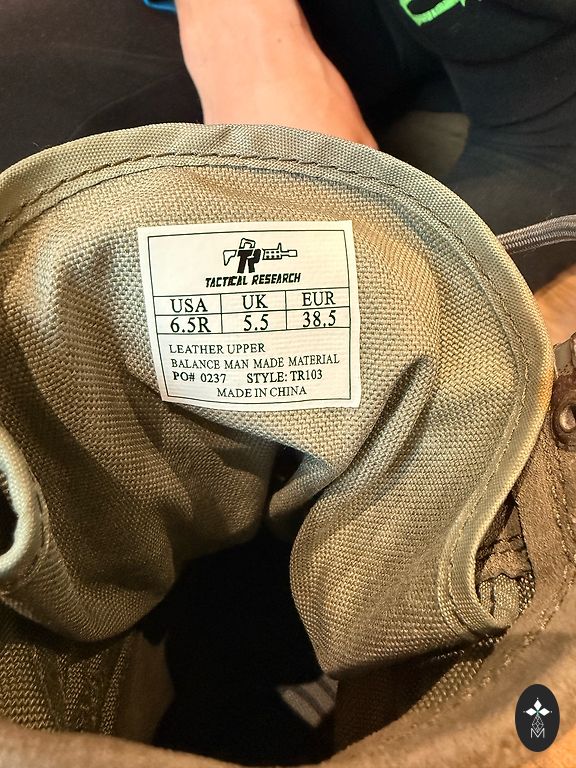 TR
TACTICAL RESEARCH
USA UK EUR
6.5R 5.5 38,5
LEATHER UPPER
BALANCE MAN MADE MATERIAL
PO# 0237 STYLE: TR103
MADE IN CHINA
M